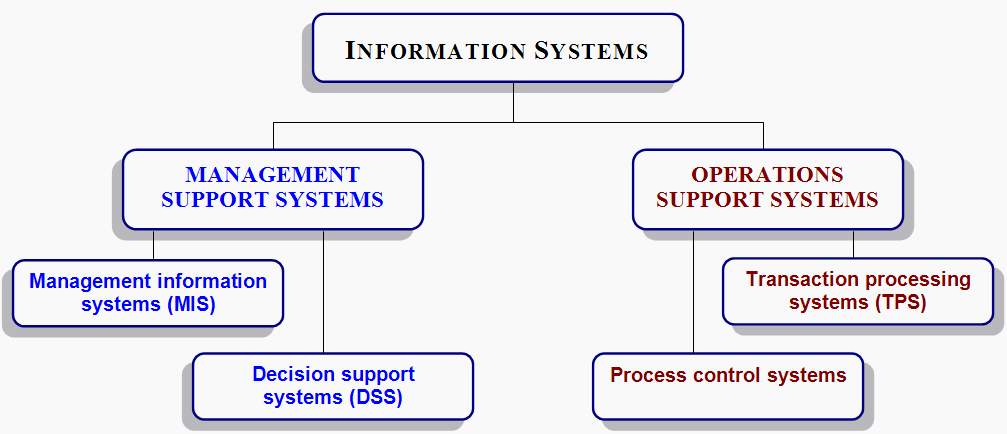 INFORMATION SYSTEMS
MANAGEMENT
SUPPORT SYSTEMS
OPERATIONS
SUPPORT SYSTEMS
Management information
systems (MIS)
Transaction processing
systems (TPS)
Decision support
systems (DSS)
Process control systems